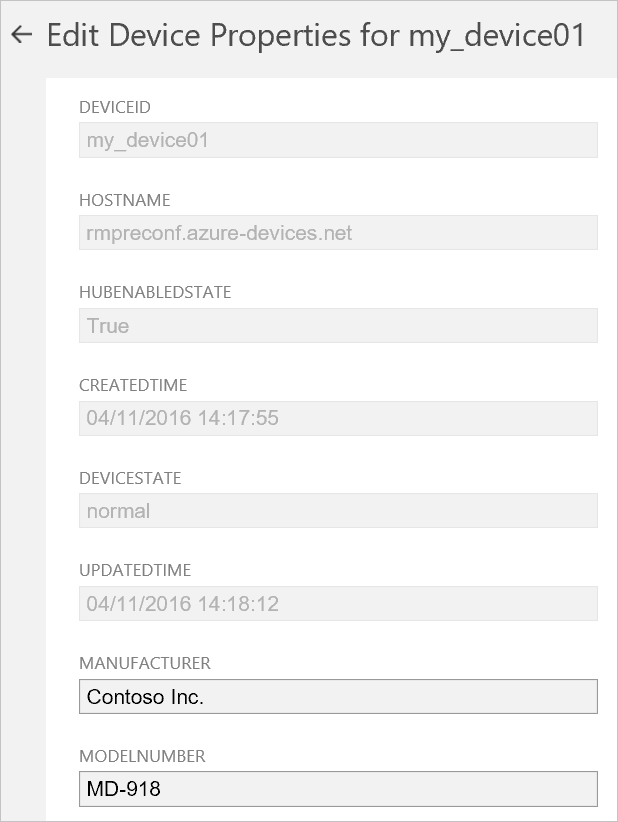 ← Edit Device Properties for my_device01
DEVICEID
my_device01
HOSTNAME
rmpreconf.azure-devices.net
HUBENABLEDSTATE
True
CREATEDTIME
04/11/2016 14:17:55
DEVICESTATE
normal
UPDATEDTIME
04/11/2016 14:18:12
MANUFACTURER
Contoso Inc.
MODELNUMBER
MD-918